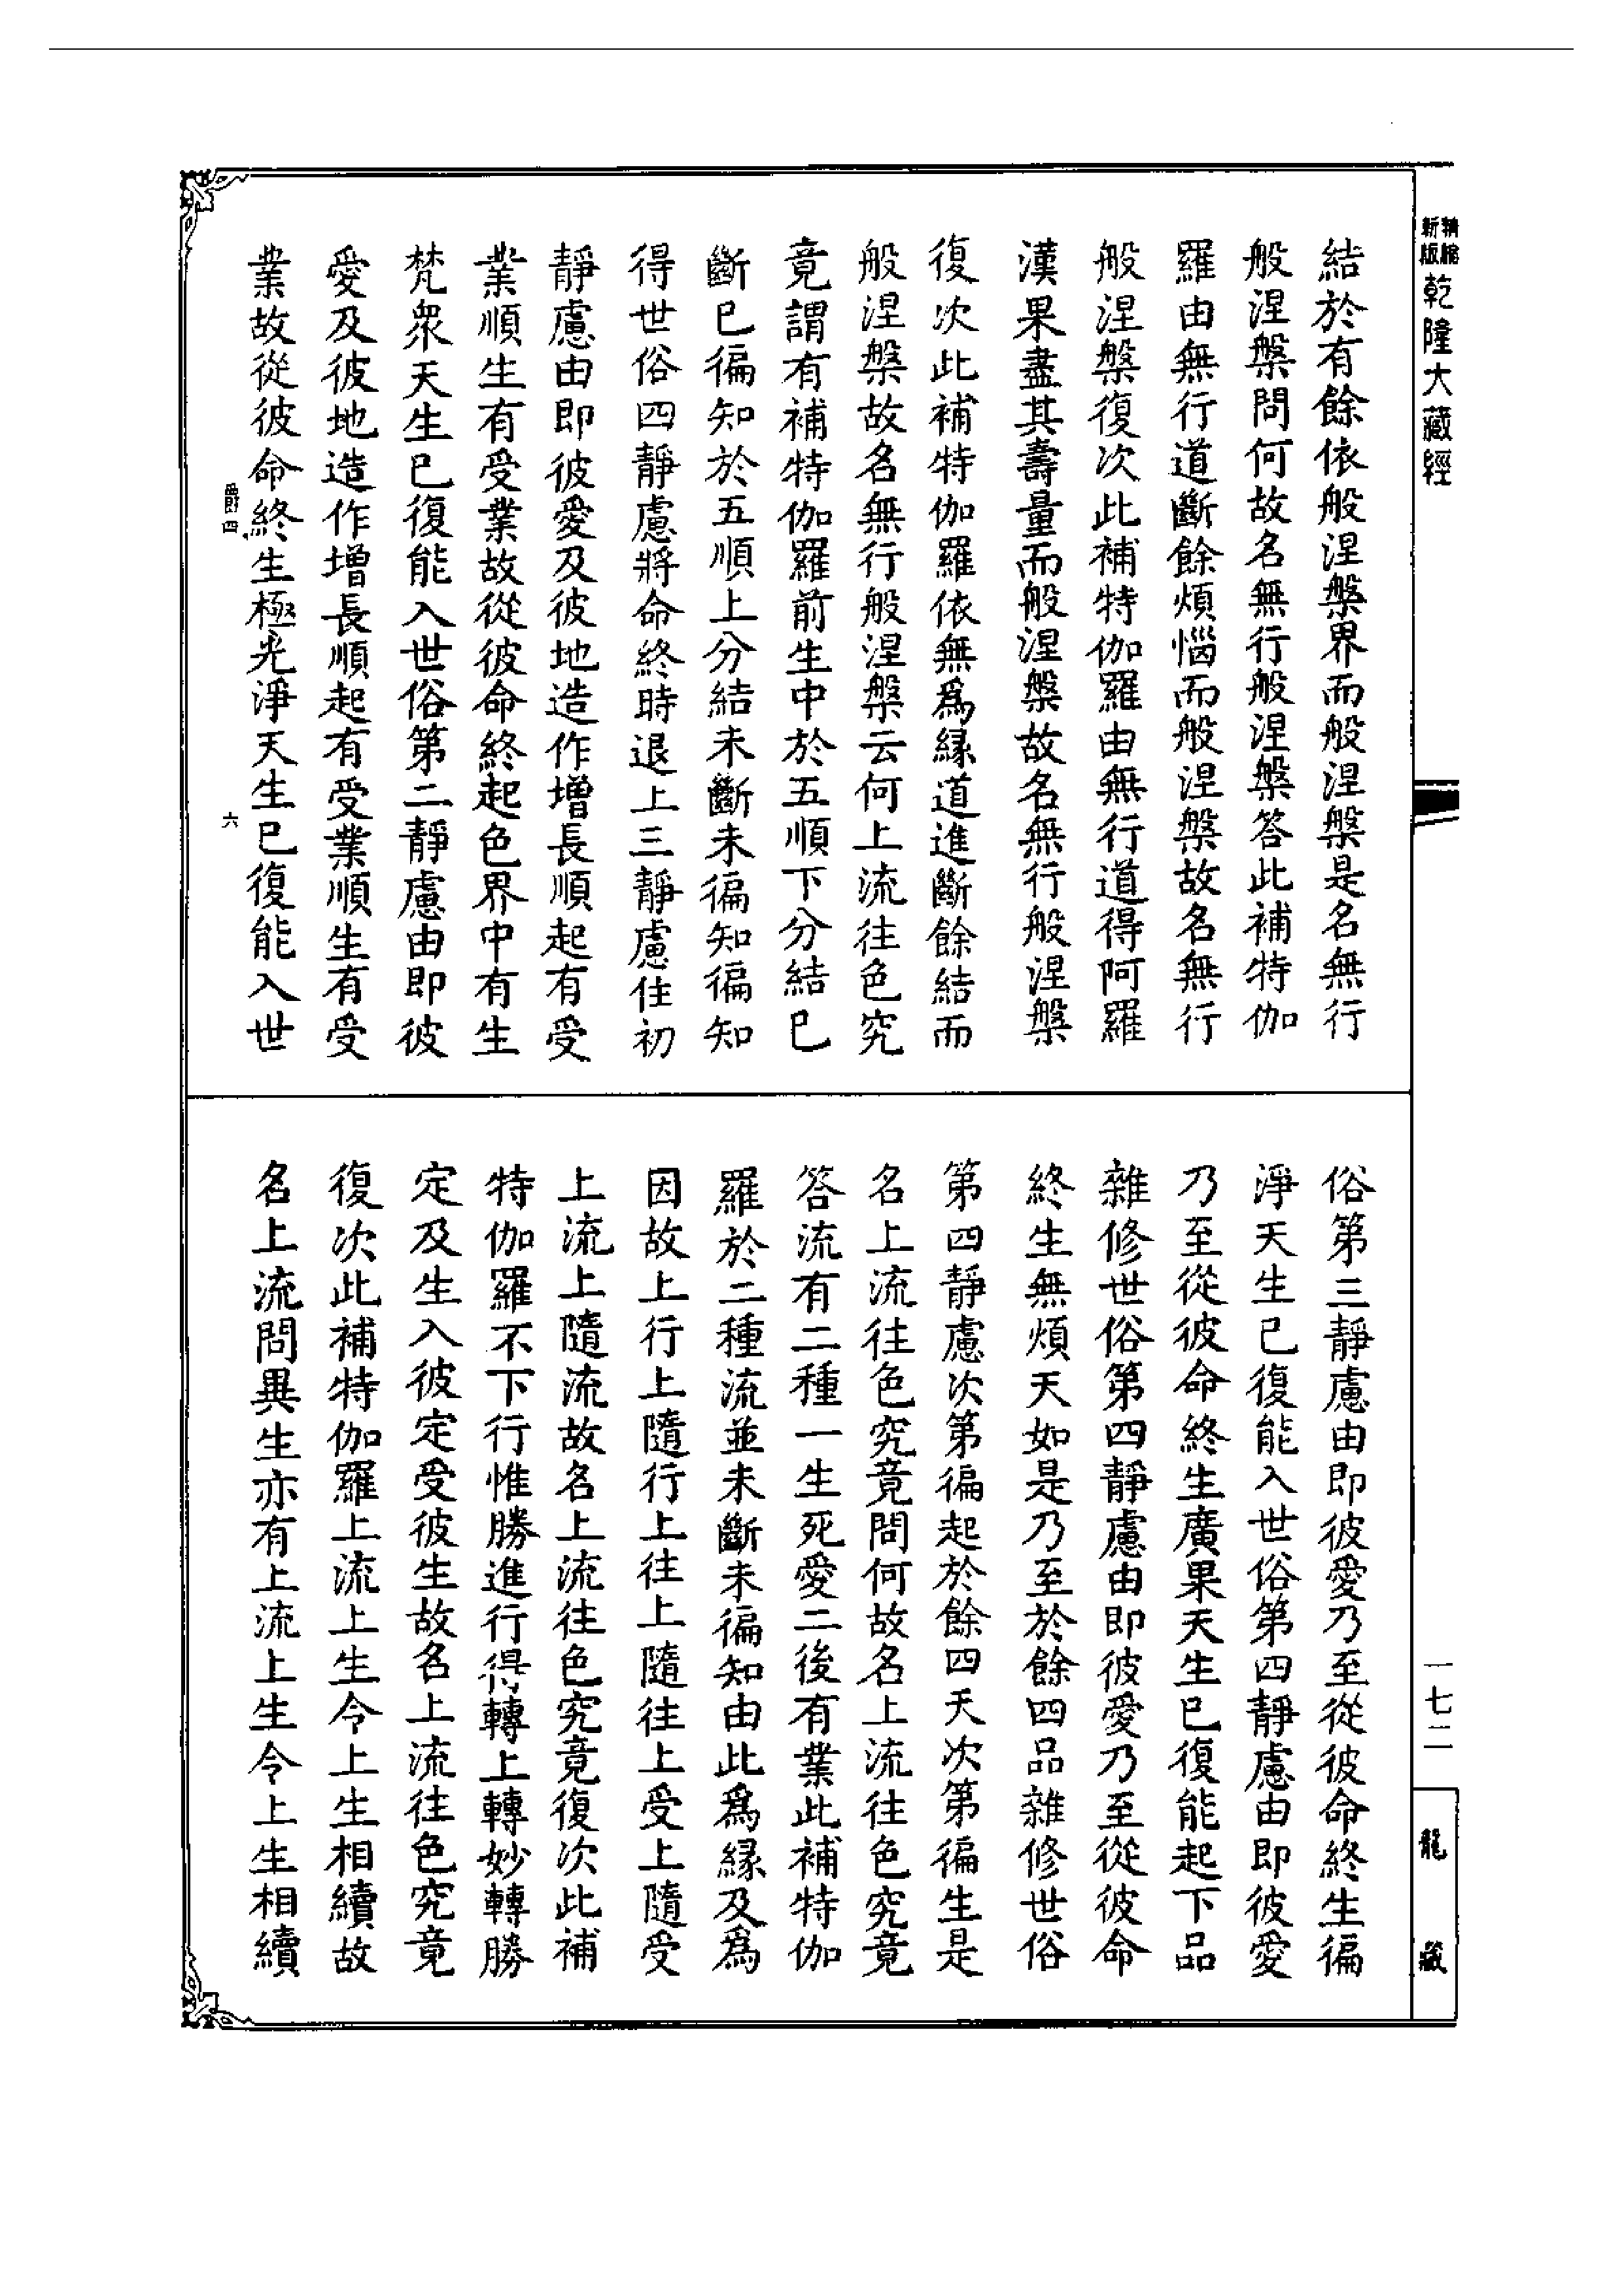 新版
精縮
乾隆大藏經
一七二
龍藏
結於有餘依般涅槃界而般涅槃是名無行
般涅槃問何故名無行般涅槃答此補特伽
羅由無行道斷餘煩惱而般涅槃故名無行
般涅槃復次此補特伽羅由無行道得阿羅
漢果盡其壽量而般涅槃故名無行般涅槃
復次此補特伽羅依無爲緣道進斷餘結而
般涅槃故名無行般涅槃云何上流往色究
竟謂有補特伽羅前生中於五順下分結已
斷已徧知於五順上分結未斷未徧知徧知
得世俗四靜慮將命終時退上三靜慮住初
靜慮由即彼愛及彼地造作增長順起有受
業順生有受業故從彼命終起色界中有生
梵衆天生已復能入世俗第二靜慮由即彼
愛及彼地造作增長順起有受業順生有受
業故從彼命終生極光淨天生已復能入世
爵四
六
俗第三靜慮由即彼愛乃至從彼命終生徧
淨天生已復能入世俗第四靜慮由即彼愛
乃至從彼命終生廣果天生已復能起下品
雜修世俗第四靜慮由即彼愛乃至從彼命
終生無煩天如是乃至於餘四品雜修世俗
第四靜慮次第徧起於餘四天次第徧生是
名上流往色究竟問何故名上流往色究竟
答流有二種一生死愛二後有業此補特伽
羅於二種流並未斷未徧知由此爲緣及爲
因故上行上隨行上往上隨往上受上隨受
上流上隨流故名上流往色究竟復次此補
特伽羅不下行惟勝進行得轉上轉妙轉勝
定及生入彼定受彼生故名上流往色究竟
復次此補特伽羅上流上生令上生相續故
名上流問異生亦有上流上生令上生相續